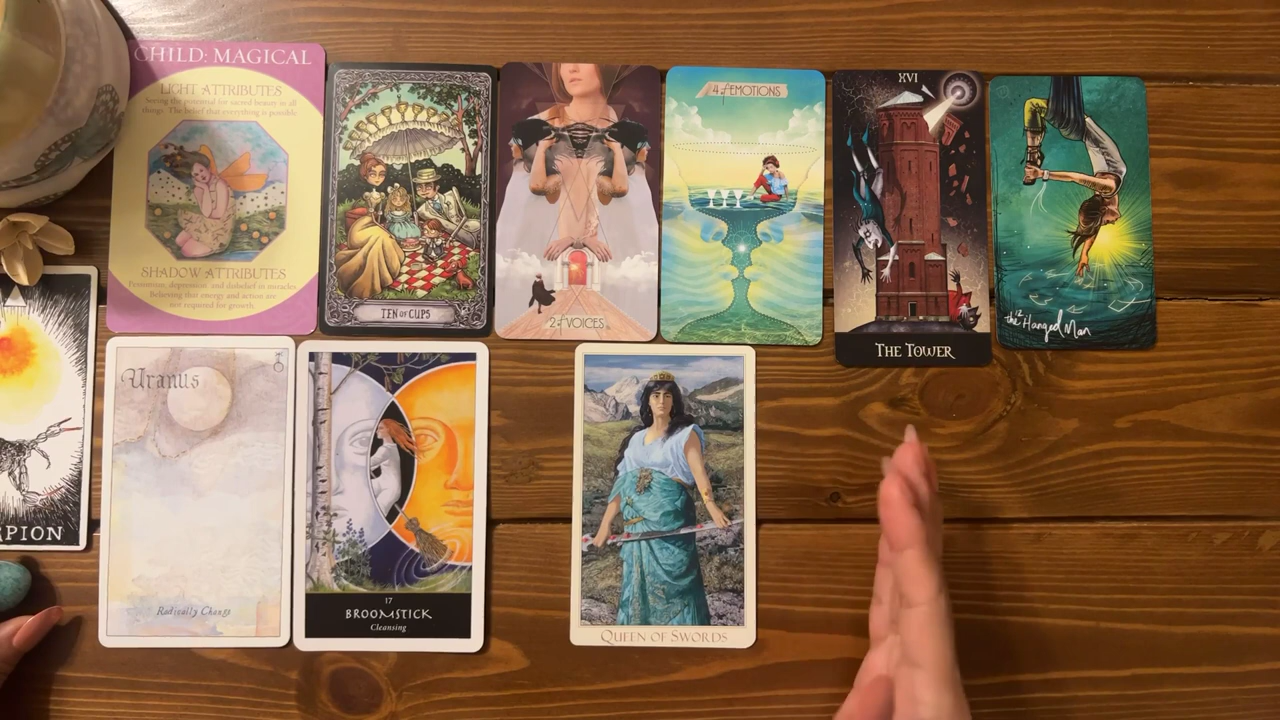 CHILD: MAGICAL
LIGHT ATTRIBUTES
Seeing the potential for sacred beauty in all
things. The belief that everything is possible.
SHADOW ATTRIBUTES
Pessimism, depression, and disbelief in miracles.
Believing that energy and action are
not required for growth.
TEN OF CUPS
2 of VOICES
4 of EMOTIONS
XVI
THE TOWER
the 12 Hanged Man
RPION
Uranus
Radically Change
17
BROOMSTICK
Cleansing
QUEEN OF SWORDS